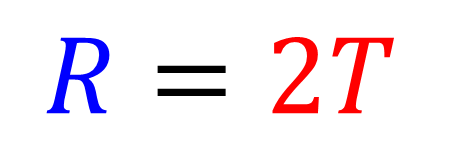 R = 2T